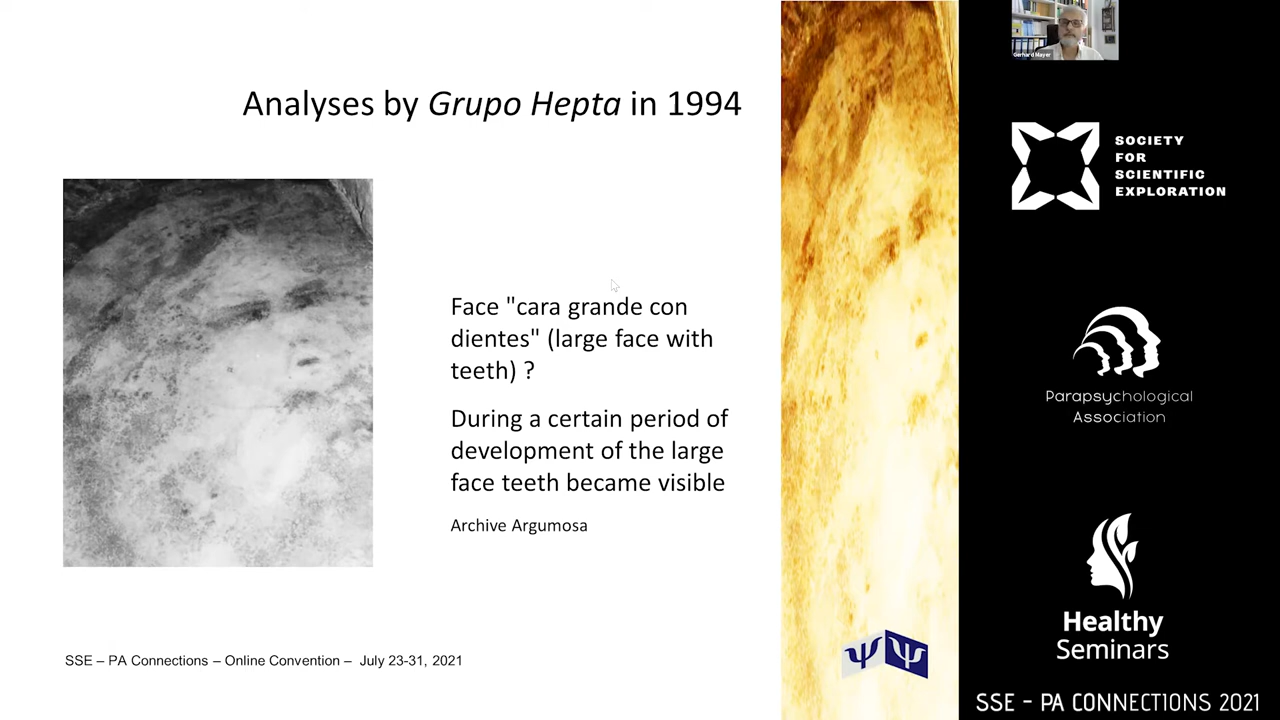 Analyses by Grupo Hepta in 1994
Face "cara grande con
dientes" (large face with
teeth) ?
During a certain period of
development of the large
face teeth became visible
Archive Argumosa
SSE – PA Connections – Online Convention – July 23-31, 2021
Ψ Ψ
Gerhard Mayer
SOCIETY
FOR
SCIENTIFIC
EXPLORATION
Parapsychological
Association
Healthy
Seminars
SSE - PA CONNECTIONS 2021